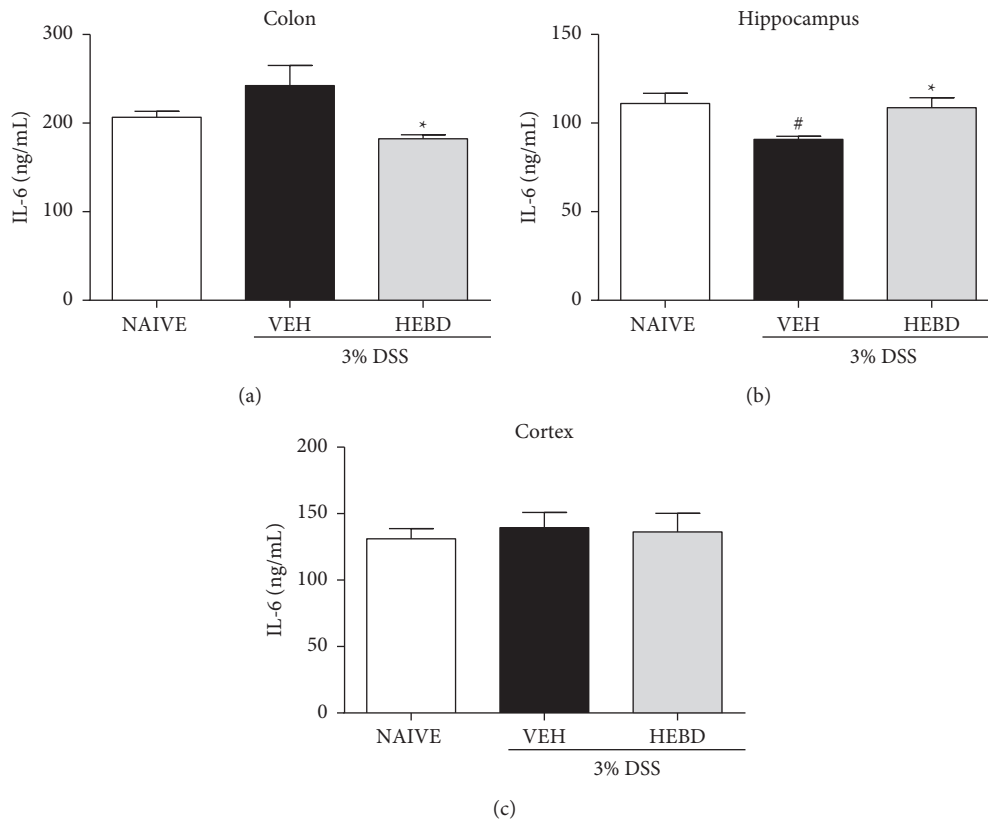 Colon
300
200
100
0
IL-6 (ng/mL)
*
NAIVE VEH HEBD
3% DSS
(a)
Hippocampus
150
100
50
0
IL-6 (ng/mL)
#
*
NAIVE VEH HEBD
3% DSS
(b)
Cortex
200
150
100
50
0
IL-6 (ng/mL)
NAIVE VEH HEBD
3% DSS
(c)